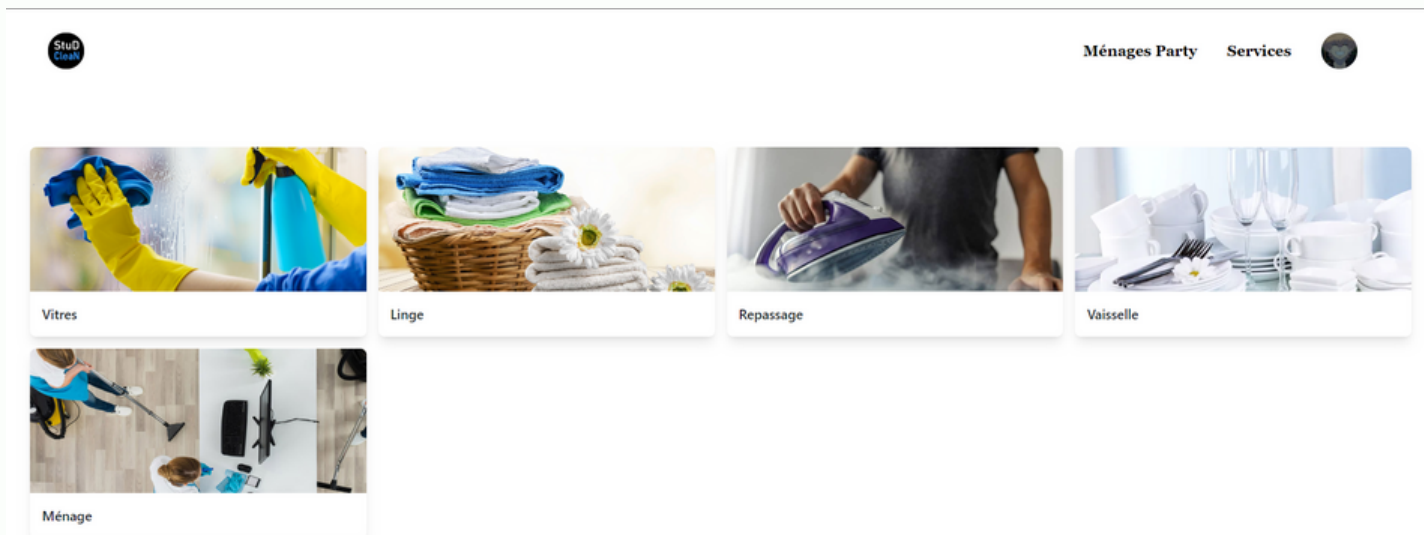 StuD
CleaN
Ménages Party
Services
Vitres
Linge
Repassage
Vaisselle
Ménage